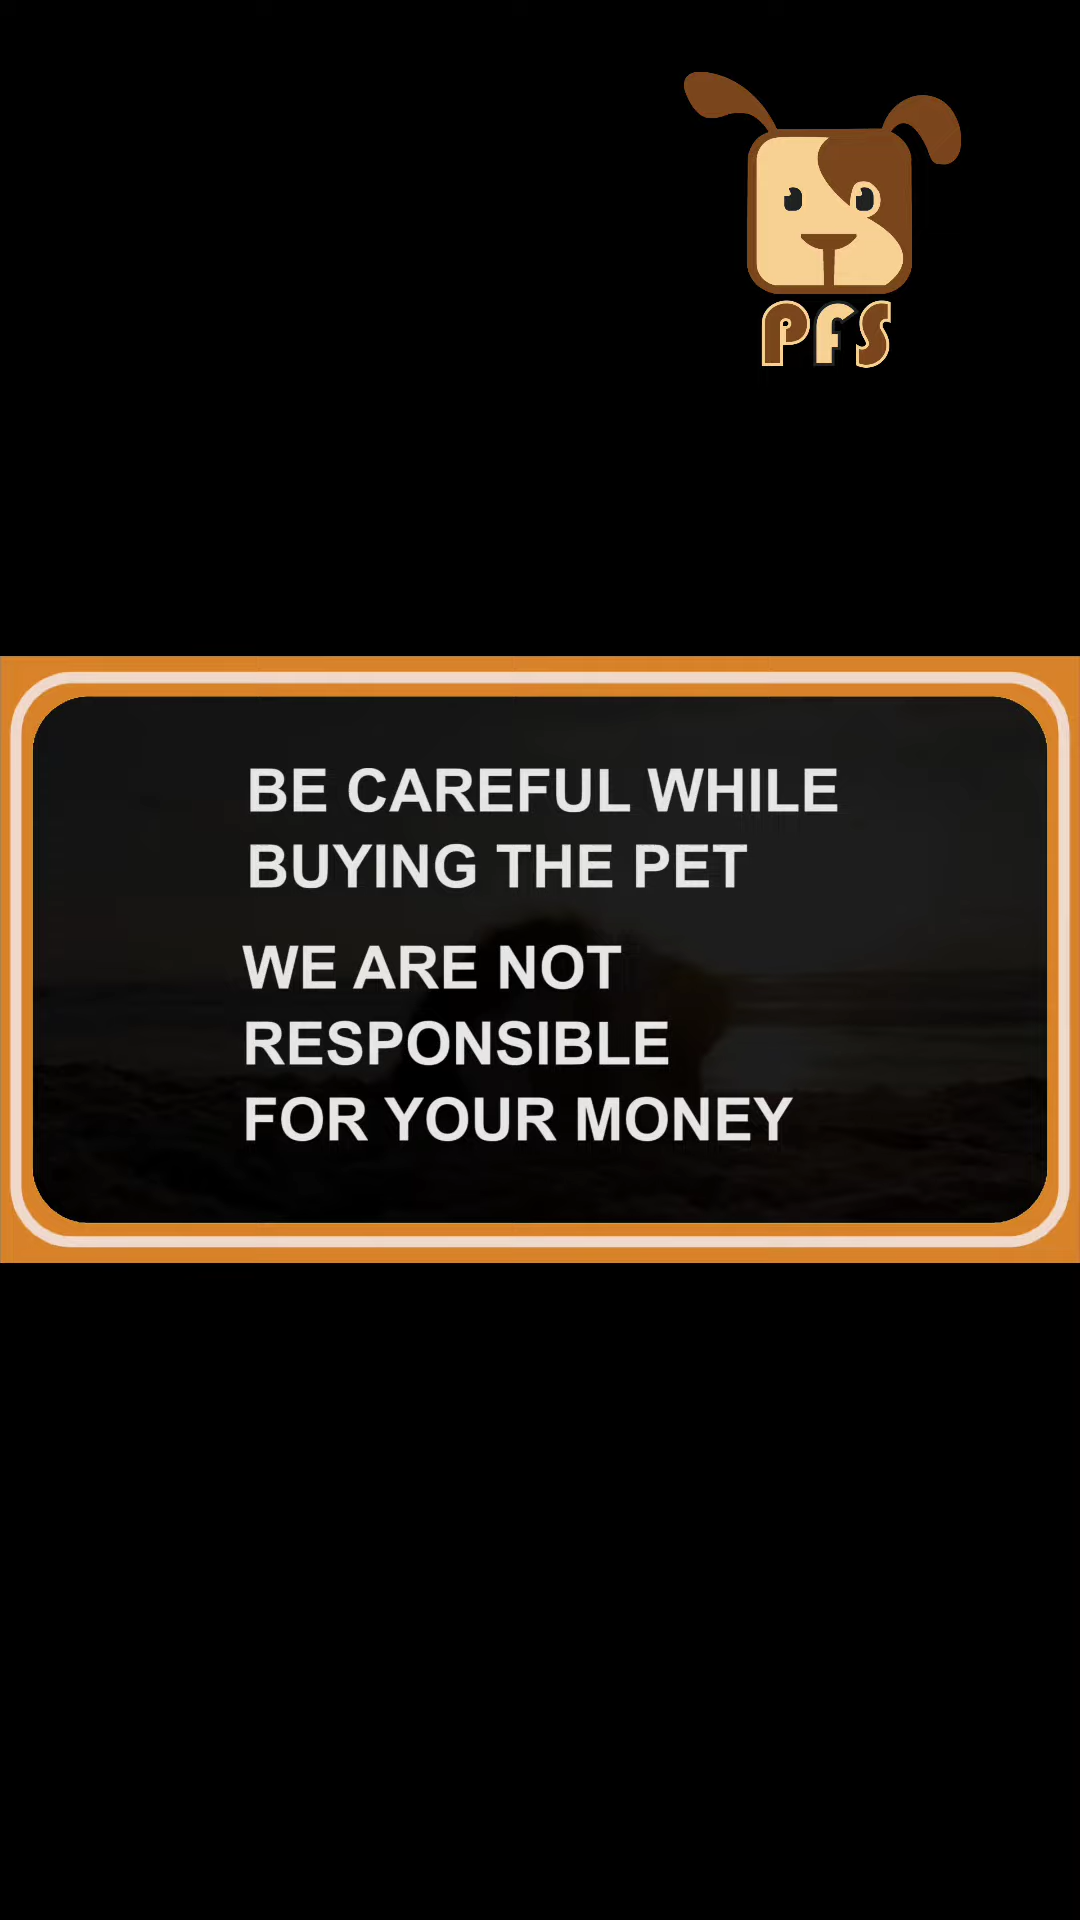 PFS
BE CAREFUL WHILE
BUYING THE PET
WE ARE NOT
RESPONSIBLE
FOR YOUR MONEY